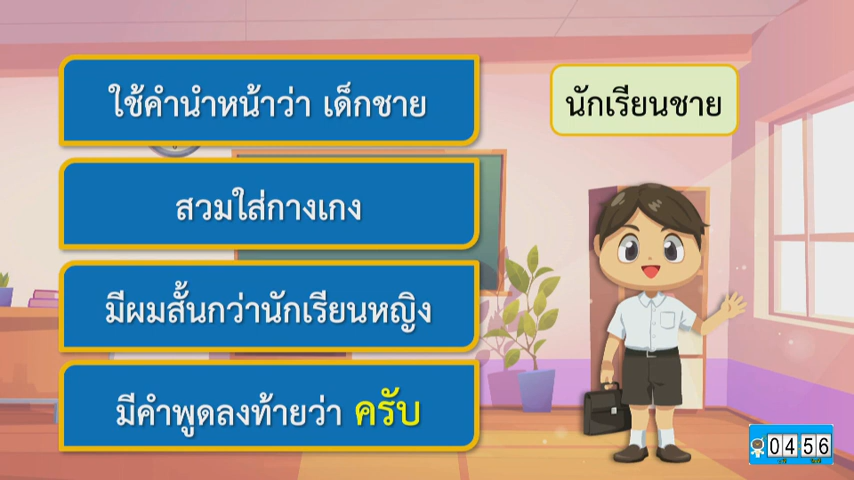 ใช้คำนำหน้าว่า เด็กชาย
นักเรียนชาย
สวมใส่กางเกง
มีผมสั้นกว่านักเรียนหญิง
มีคำพูดลงท้ายว่า ครับ
04 56